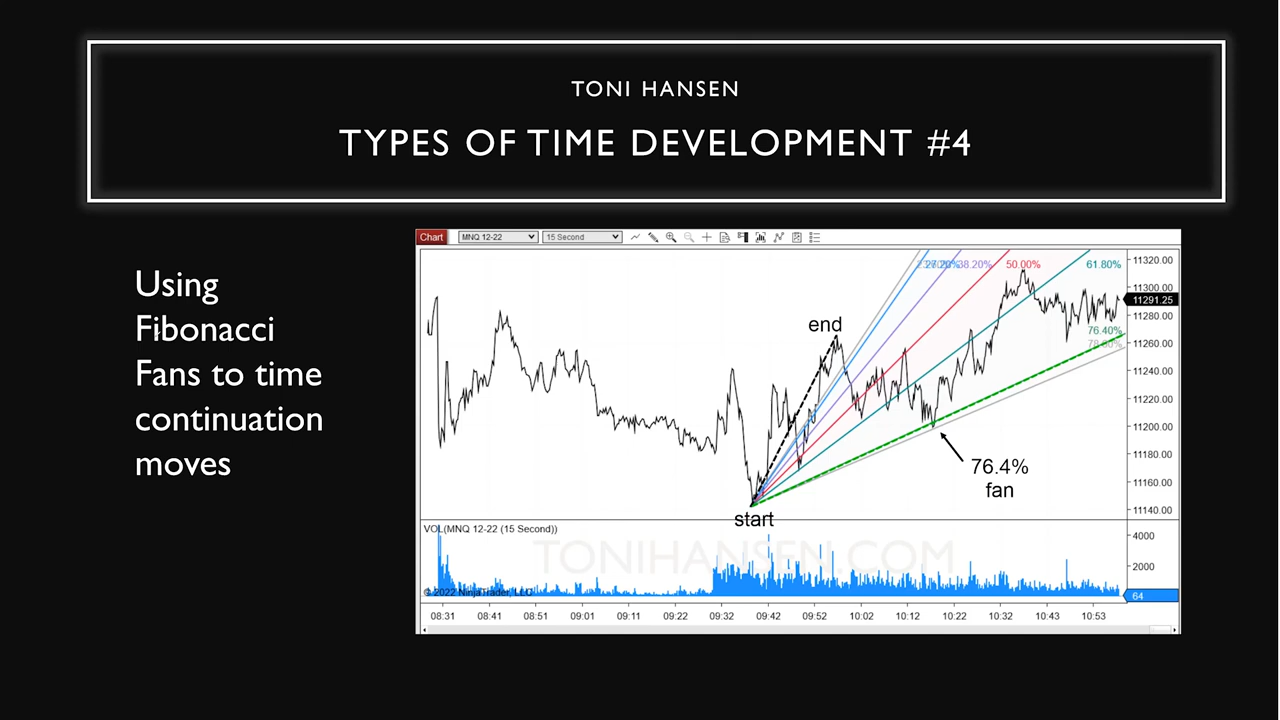 TONI HANSEN
TYPES OF TIME DEVELOPMENT #4
Using
Fibonacci
Fans to time
continuation
moves
Chart MNQ 12-22 15 Second
38.20% 50.00% 61.80%
11320.00
11300.00
11291.25
11280.00
11260.00
11240.00
11220.00
11200.00
11180.00
11160.00
11140.00
end
76.40%
76.4%
fan
start
VOL(MNQ 12-22 (15 Second))
TONIHANSEN.COM
4000
2000
64
© 2022 NinjaTrader, LLC
08:31 08:41 08:51 09:01 09:11 09:22 09:32 09:42 09:52 10:02 10:12 10:22 10:32 10:43 10:53